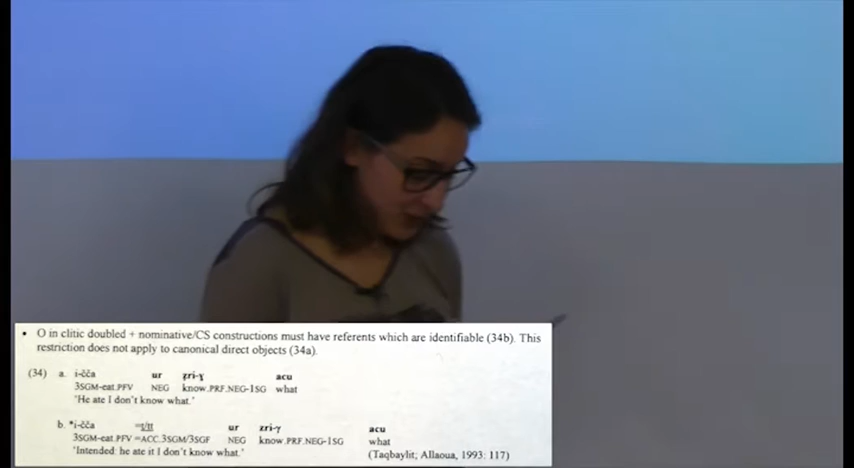 • O in clitic doubled + nominative/CS constructions must have referents which are identifiable (34b). This
restriction does not apply to canonical direct objects (34a).
(34) a. i-čča ur ẓri-ɣ acu
3SGM-eat.PFV NEG know.PRF.NEG-1SG what
'He ate I don't know what.'
b. *i-čča =t/tt ur zri-ɣ acu
3SGM-eat.PFV =ACC.3SGM/3SGF NEG know.PRF.NEG-1SG what
'Intended: he ate it I don't know what.' (Taqbaylit; Allaoua, 1993: 117)